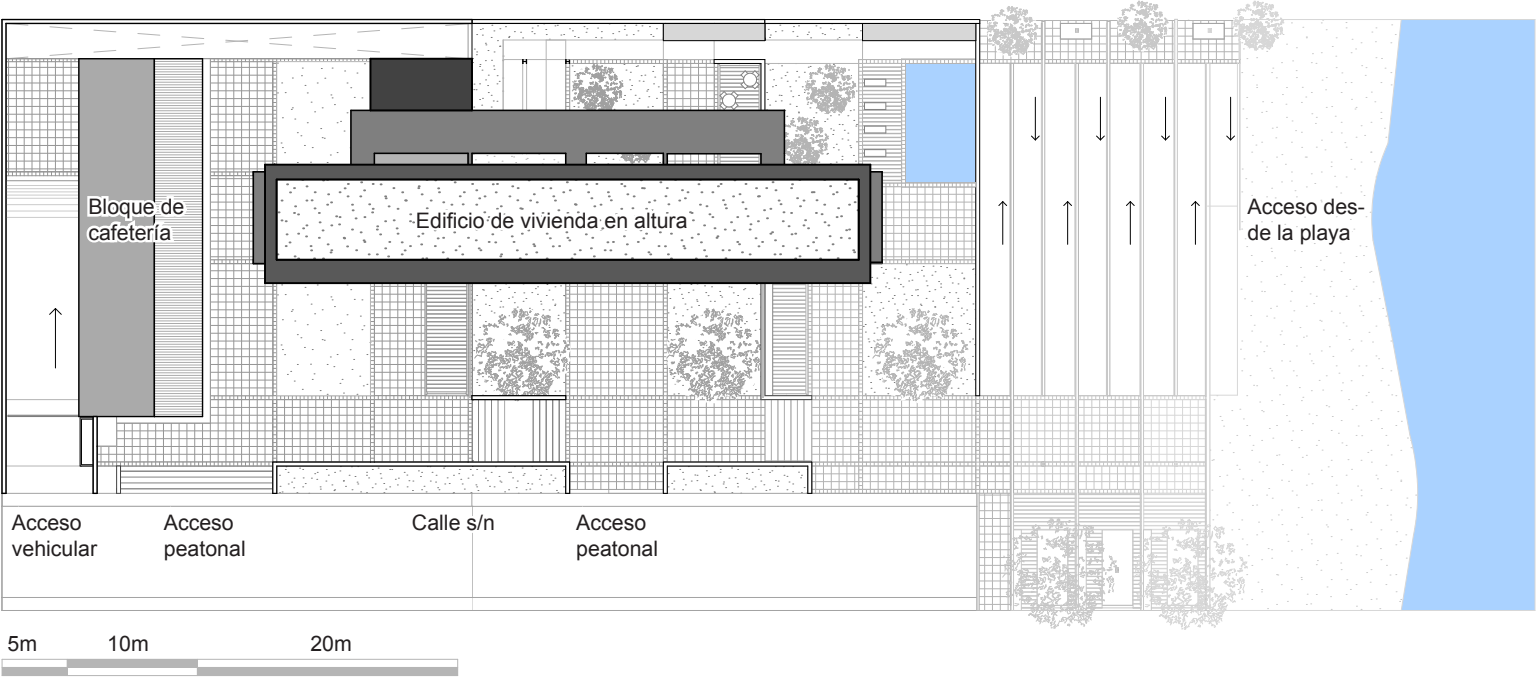 Bloque de
cafetería
Edificio de vivienda en altura
Acceso des-
de la playa
Acceso
vehicular
Acceso
peatonal
Calle s/n
Acceso
peatonal
5m
10m
20m